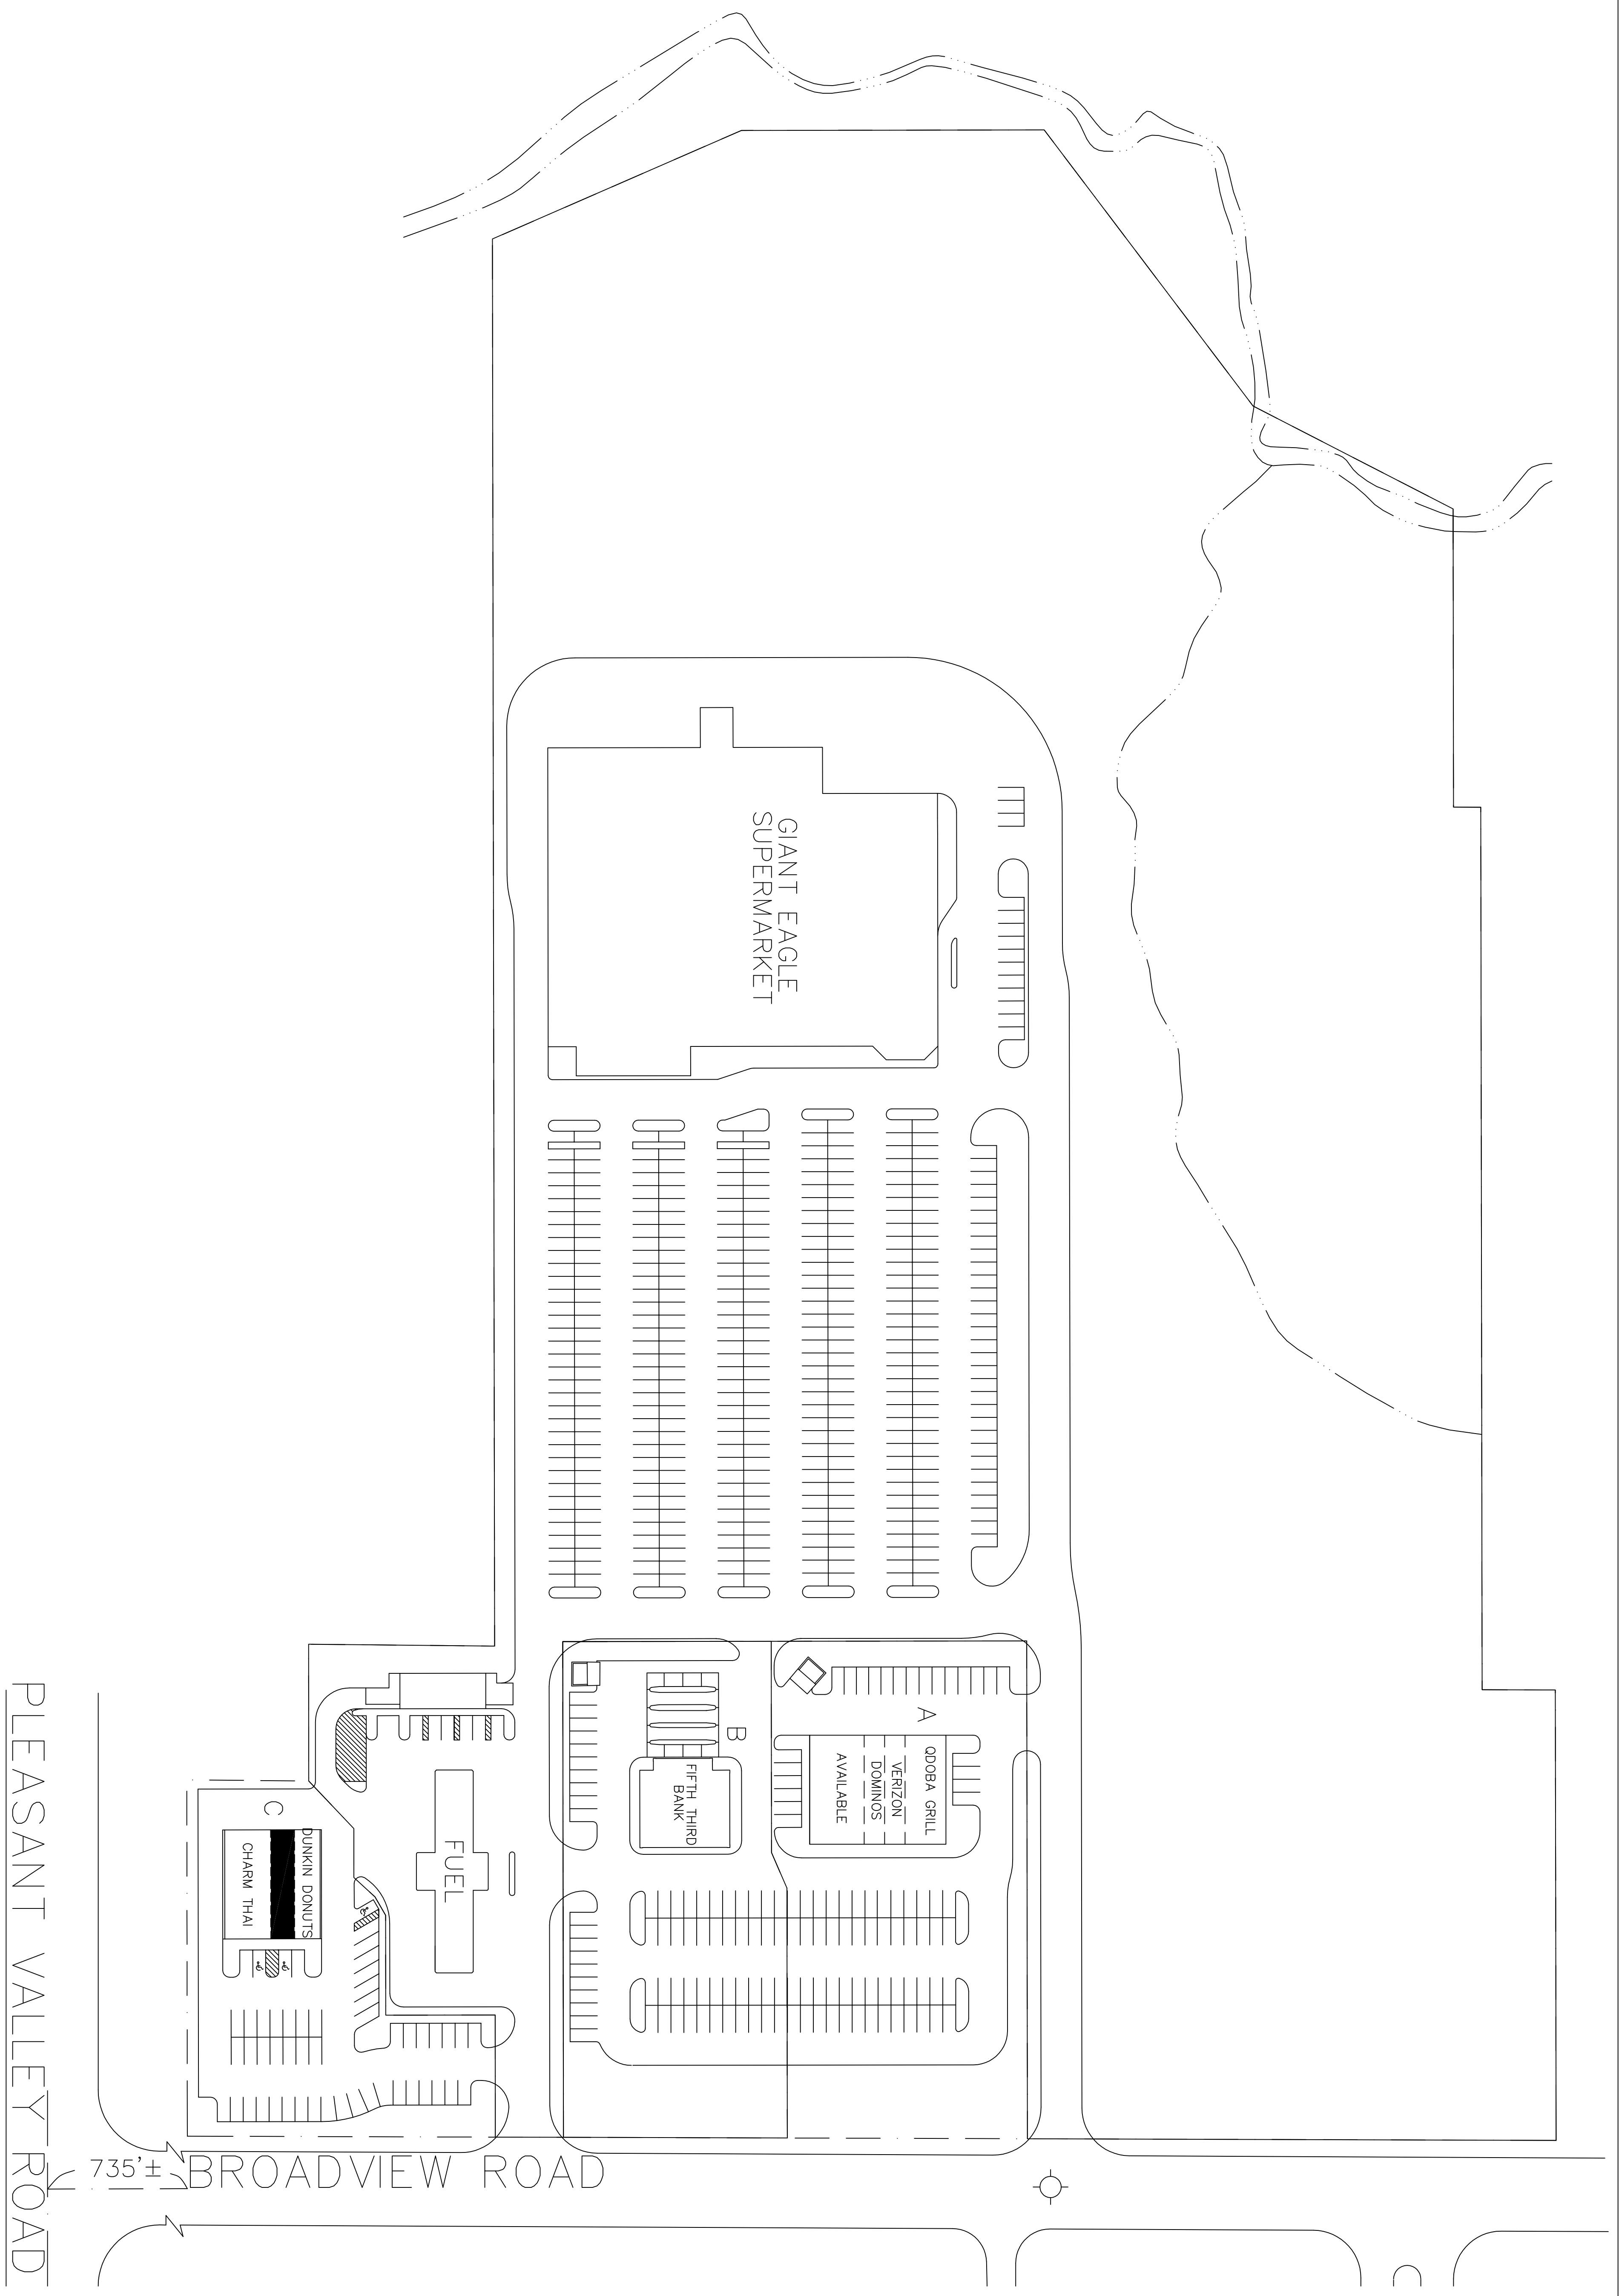 GIANT EAGLE
SUPERMARKET
A
QDOBA GRILL
VERIZON
DOMINOS
AVAILABLE
B
FIFTH THIRD
BANK
FUEL
C
DUNKIN DONUTS
CHARM THAI
PLEASANT VALLEY ROAD
735'±
BROADVIEW ROAD